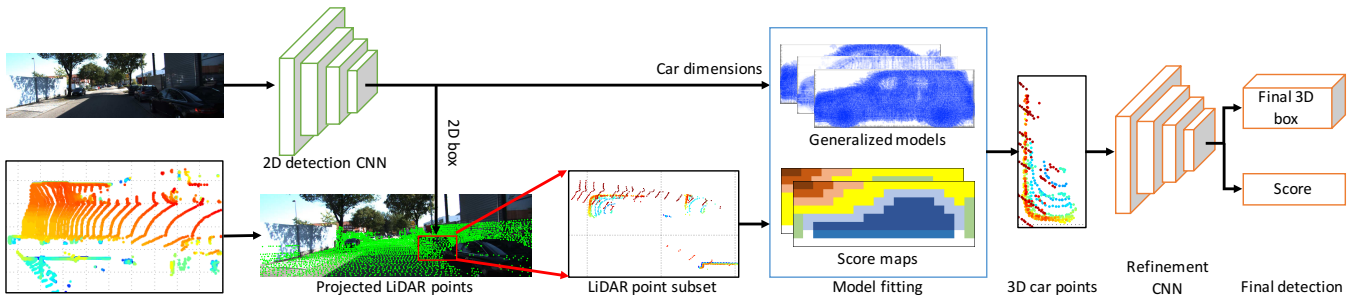 Car dimensions
2D detection CNN
2D box
Generalized models
Score maps
Projected LiDAR points
LiDAR point subset
Model fitting
3D car points
Refinement
CNN
Final 3D
box
Score
Final detection